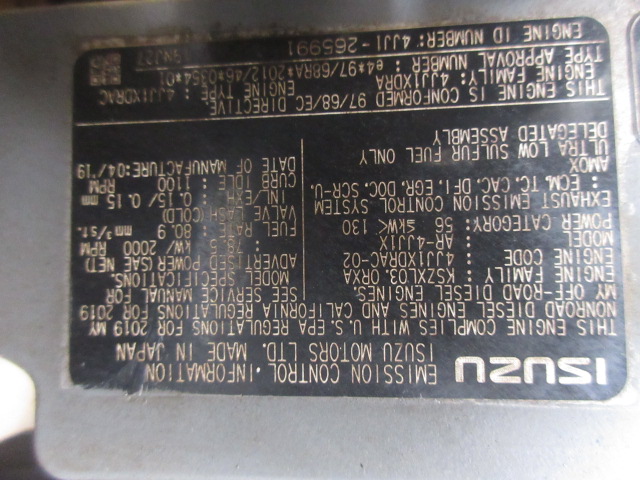 ISUZU
EMISSION CONTROL INFORMATION
ISUZU MOTORS LTD. MADE IN JAPAN
THIS ENGINE COMPLIES WITH U.S. EPA REGULATIONS FOR 2019 MY
NONROAD DIESEL ENGINES AND CALIFORNIA REGULATIONS FOR 2019
MY OFF-ROAD DIESEL ENGINES.
SEE SERVICE MANUAL FOR
MODEL SPECIFICATIONS.
ENGINE FAMILY : KSZXL03.0RXA
ENGINE CODE : 4JJ1XDRAC-02
MODEL : AR-4JJ1X
POWER CATEGORY : 56 ≦kW< 130
EXHAUST EMISSION CONTROL SYSTEM
: ECM, TC, CAC, DFI, EGR, DOC, SCR-U,
AMOX
ULTRA LOW SULFUR FUEL ONLY
DELEGATED ASSEMBLY
ADVERTISED POWER (SAE NET)
: 78.5 kW/ 2000 RPM
FUEL RATE : 80.9 mm³/st.
VALVE LASH(COLD)
INL/EXH : 0.15/ 0.15 mm
CURB IDLE : 1100 RPM
DATE OF MANUFACTURE:04/'19
THIS ENGINE IS CONFORMED 97/68/EC DIRECTIVE
ENGINE FAMILY: 4JJ1XDRA ENGINE TYPE: 4JJ1XDRAC
TYPE APPROVAL NUMBER : e4*97/68RA*2012/46*0354*01
ENGINE ID NUMBER: 4JJ1 - 265991